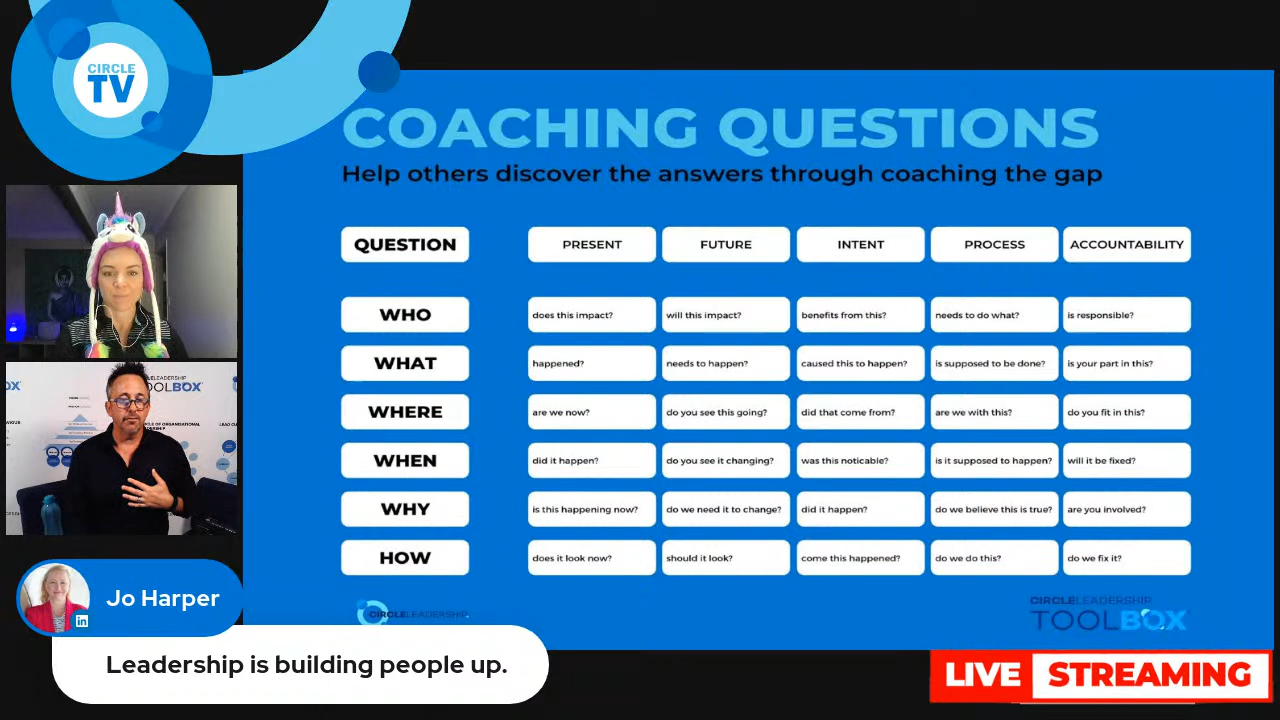 CIRCLE
TV
COACHING QUESTIONS
Help others discover the answers through coaching the gap
QUESTION PRESENT FUTURE INTENT PROCESS ACCOUNTABILITY
WHO does this impact? will this impact? benefits from this? needs to do what? is responsible?
WHAT happened? needs to happen? caused this to happen? is supposed to be done? is your part in this?
WHERE are we now? do you see this going? did that come from? are we with this? do you fit in this?
WHEN did it happen? do you see it changing? was this noticable? is it supposed to happen? will it be fixed?
WHY is this happening now? do we need it to change? did it happen? do we believe this is true? are you involved?
HOW does it look now? should it look? come this happened? do we do this? do we fix it?
CIRCLELEADERSHIP
CIRCLELEADERSHIP
TOOLBOX
CIRCLELEADERSHIP
TOOLBOX
Jo Harper
in
Leadership is building people up.
LIVE STREAMING